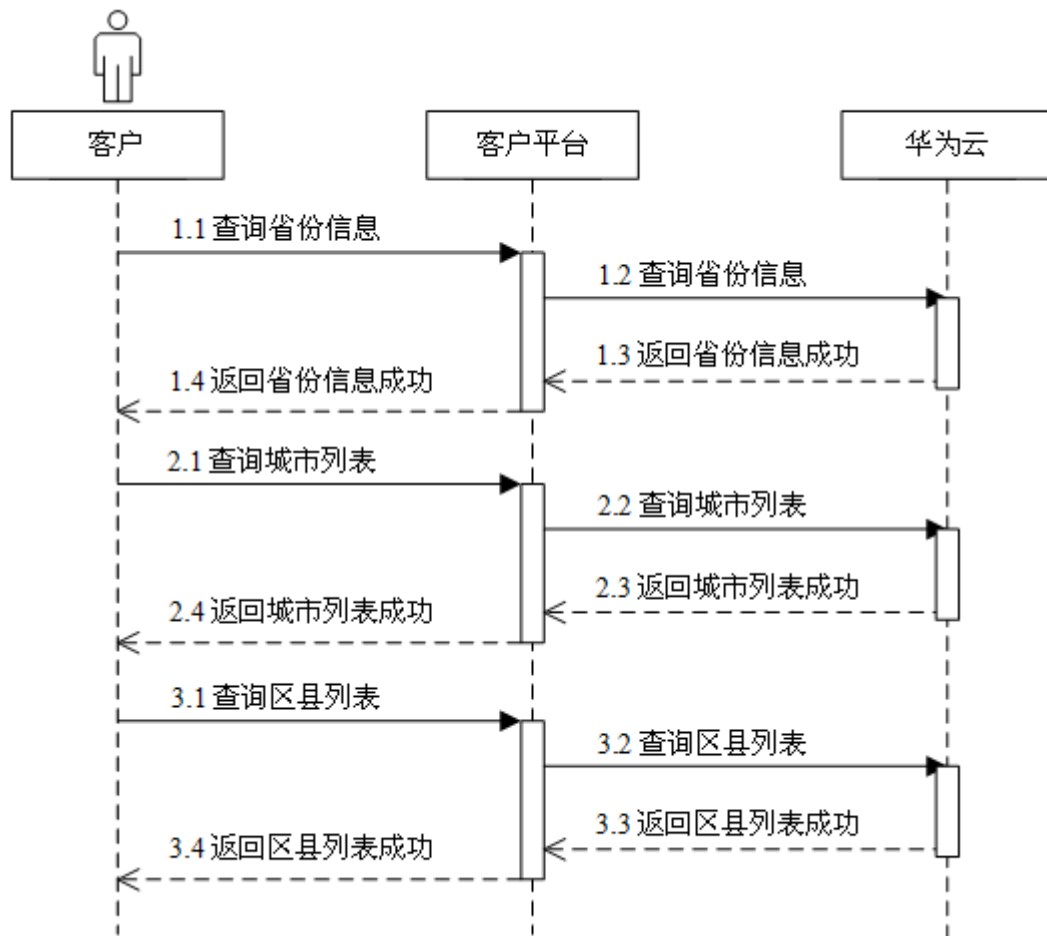 客户
客户平台
华为云
1.1 查询省份信息
1.2 查询省份信息
1.3 返回省份信息成功
1.4 返回省份信息成功
2.1 查询城市列表
2.2 查询城市列表
2.3 返回城市列表成功
2.4 返回城市列表成功
3.1 查询区县列表
3.2 查询区县列表
3.3 返回区县列表成功
3.4 返回区县列表成功